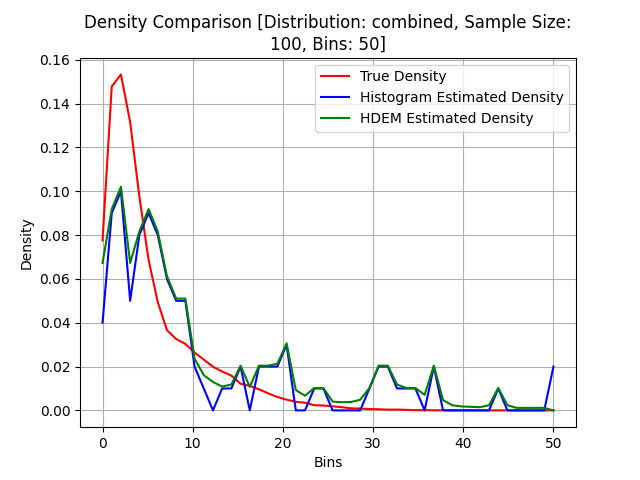 Density Comparison [Distribution: combined, Sample Size:
100, Bins: 50]
True Density
Histogram Estimated Density
HDEM Estimated Density
Density
0.16
0.14
0.12
0.10
0.08
0.06
0.04
0.02
0.00
0 10 20 30 40 50
Bins